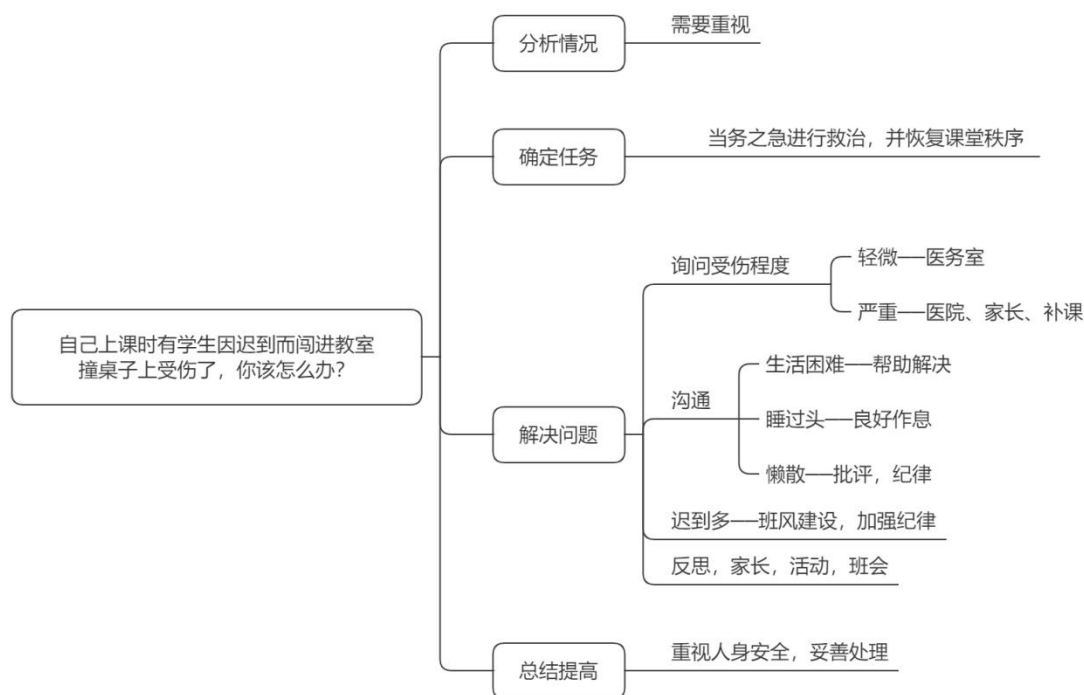 自己上课时有学生因迟到而闯进教室
撞桌子上受伤了，你该怎么办？
分析情况
需要重视
确定任务
当务之急进行救治，并恢复课堂秩序
解决问题
询问受伤程度
轻微──医务室
严重──医院、家长、补课
沟通
生活困难──帮助解决
睡过头──良好作息
懒散──批评，纪律
迟到多──班风建设，加强纪律
反思，家长，活动，班会
总结提高
重视人身安全，妥善处理